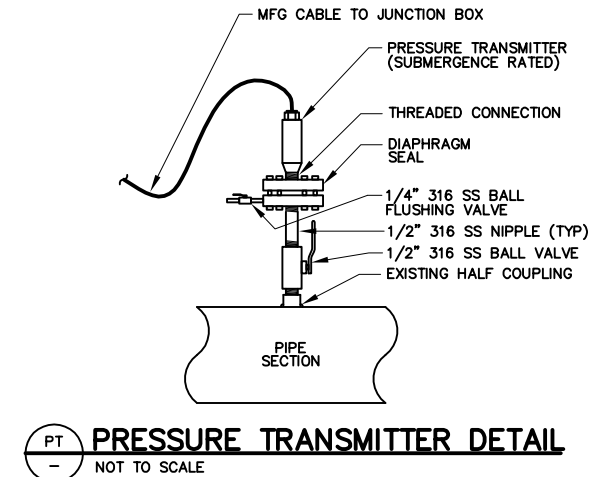 MFG CABLE TO JUNCTION BOX
PRESSURE TRANSMITTER
(SUBMERGENCE RATED)
THREADED CONNECTION
DIAPHRAGM
SEAL
1/4" 316 SS BALL
FLUSHING VALVE
1/2" 316 SS NIPPLE (TYP)
1/2" 316 SS BALL VALVE
EXISTING HALF COUPLING
PIPE
SECTION
PT
-
PRESSURE TRANSMITTER DETAIL
NOT TO SCALE